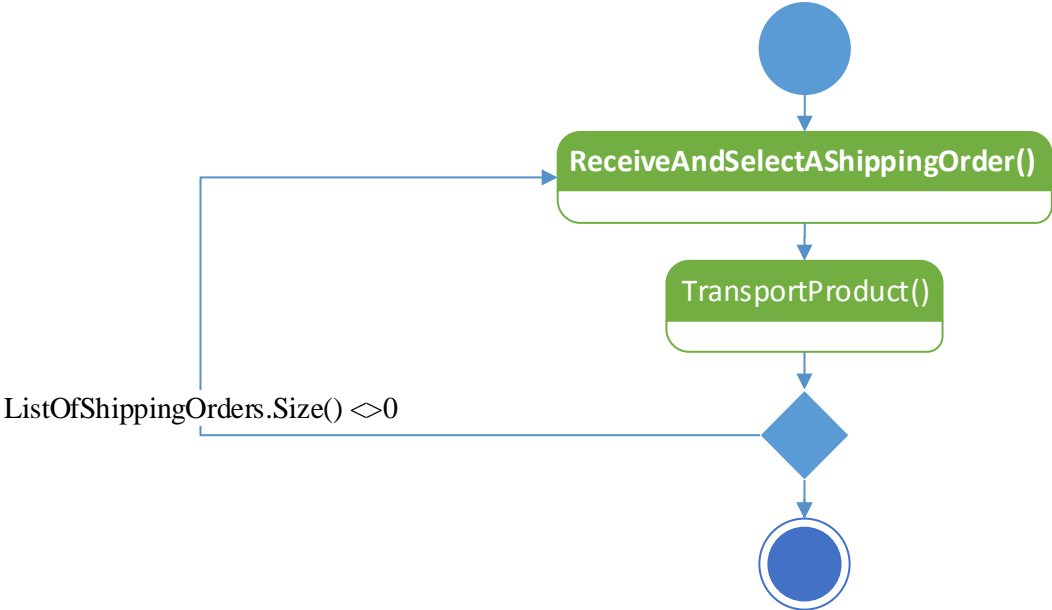 ReceiveAndSelectAShippingOrder()
TransportProduct()
ListOfShippingOrders.Size() <>0